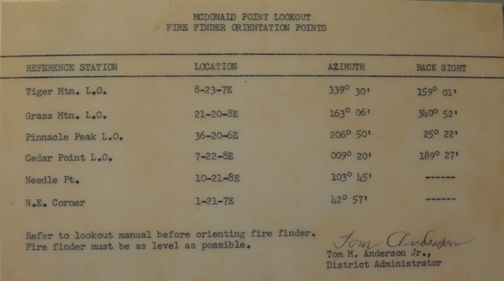 MCDONALD POINT LOOKOUT
FIRE FINDER ORIENTATION POINTS
REFERENCE STATION LOCATION AZIMUTH BACK SIGHT
Tiger Mtn. L.O. 8-23-7E 339° 30' 159° 01'
Grass Mtn. L.O. 21-20-8E 163° 06' 340° 52'
Pinnacle Peak L.O. 36-20-6E 206° 50' 25° 22'
Cedar Point L.O. 7-22-8E 009° 20' 189° 27'
Needle Pt. 10-21-8E 103° 45' ------
N.E. Corner 1-21-7E 42° 57' ------
Refer to lookout manual before orienting fire finder.
Fire finder must be as level as possible.
Tom Anderson
Tom M. Anderson Jr.,
District Administrator